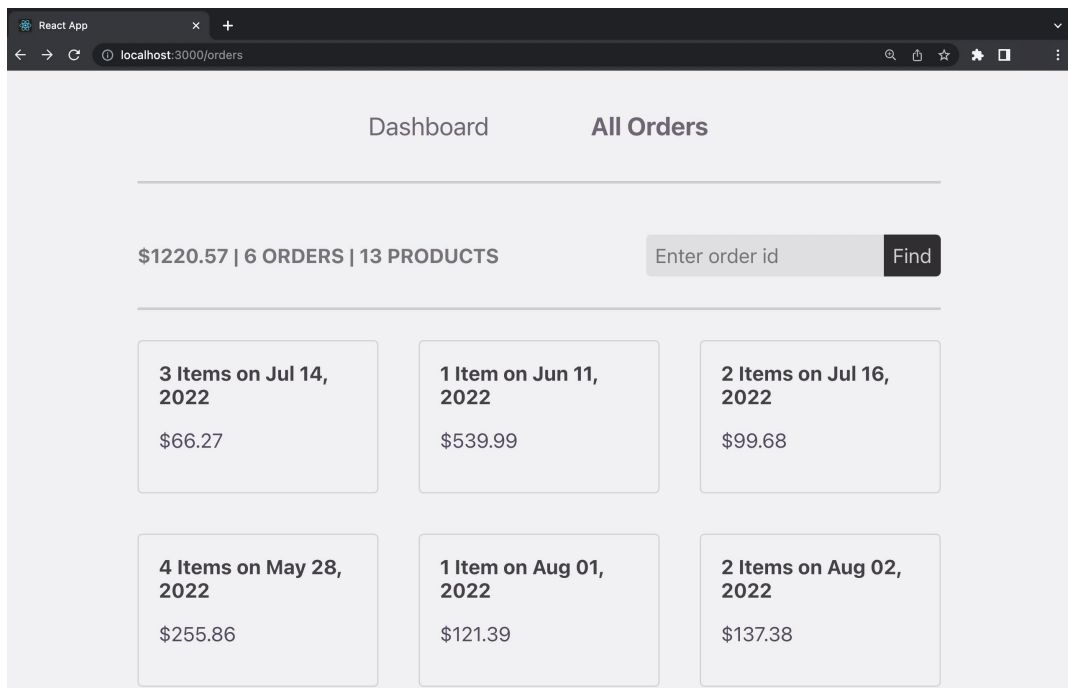 React App
localhost:3000/orders
Dashboard All Orders
$1220.57 | 6 ORDERS | 13 PRODUCTS
Enter order id Find
3 Items on Jul 14,
2022
$66.27
1 Item on Jun 11,
2022
$539.99
2 Items on Jul 16,
2022
$99.68
4 Items on May 28,
2022
$255.86
1 Item on Aug 01,
2022
$121.39
2 Items on Aug 02,
2022
$137.38